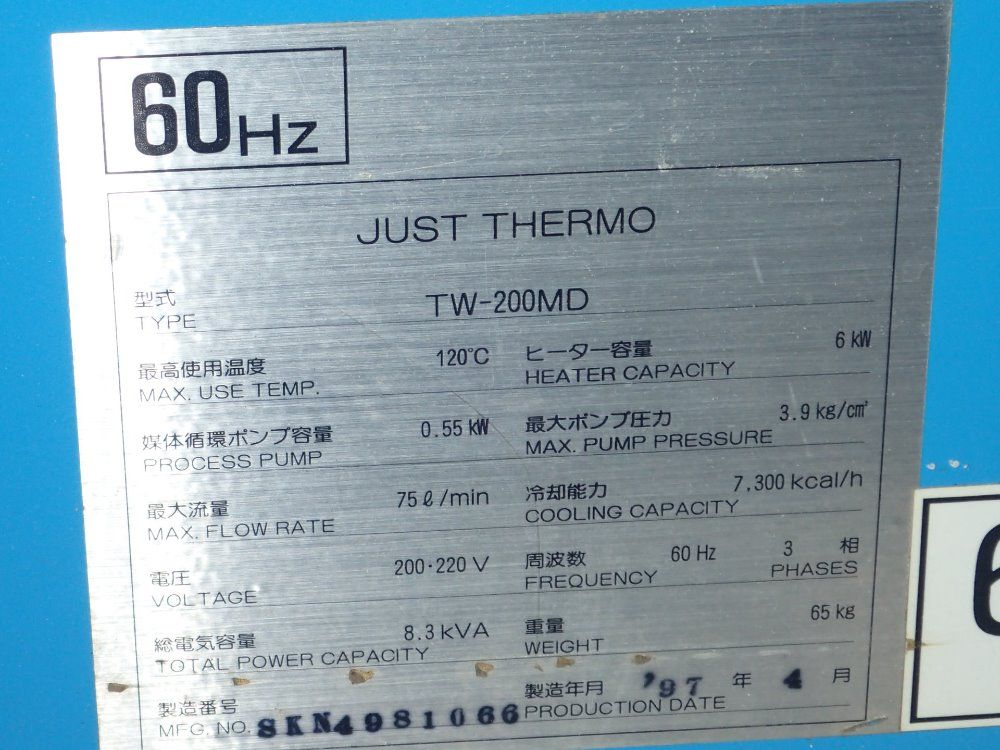 60Hz
JUST THERMO
型式
TYPE
TW-200MD
最高使用温度
MAX. USE TEMP.
120℃
ヒーター容量
HEATER CAPACITY
6 kW
媒体循環ポンプ容量
PROCESS PUMP
0.55 kW
最大ポンプ圧力
MAX. PUMP PRESSURE
3.9 kg/cm²
最大流量
MAX. FLOW RATE
75ℓ/min
冷却能力
COOLING CAPACITY
7,300 kcal/h
電圧
VOLTAGE
200·220 V
周波数
FREQUENCY
60 Hz
3 相
PHASES
総電気容量
TOTAL POWER CAPACITY
8.3 kVA
重量
WEIGHT
65 kg
製造番号
MFG. NO. SKN4981066
製造年月
PRODUCTION DATE
'97 年 4 月